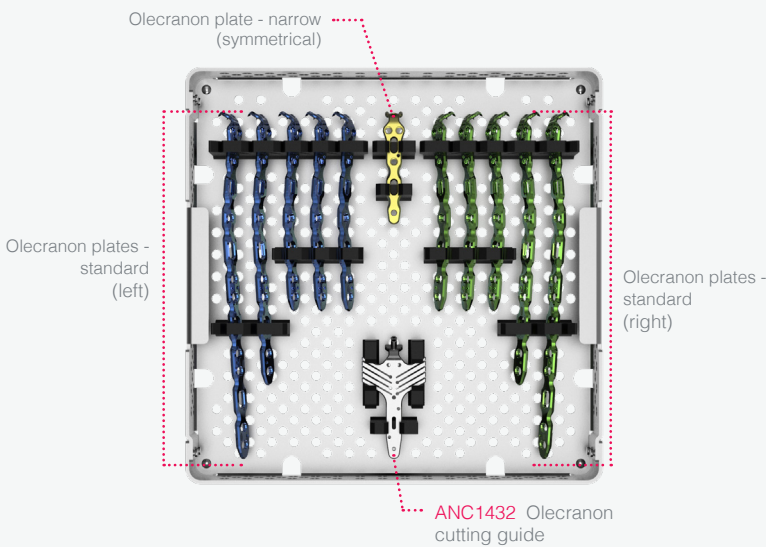 Olecranon plate - narrow
(symmetrical)
Olecranon plates -
standard
(left)
Olecranon plates -
standard
(right)
ANC1432 Olecranon
cutting guide